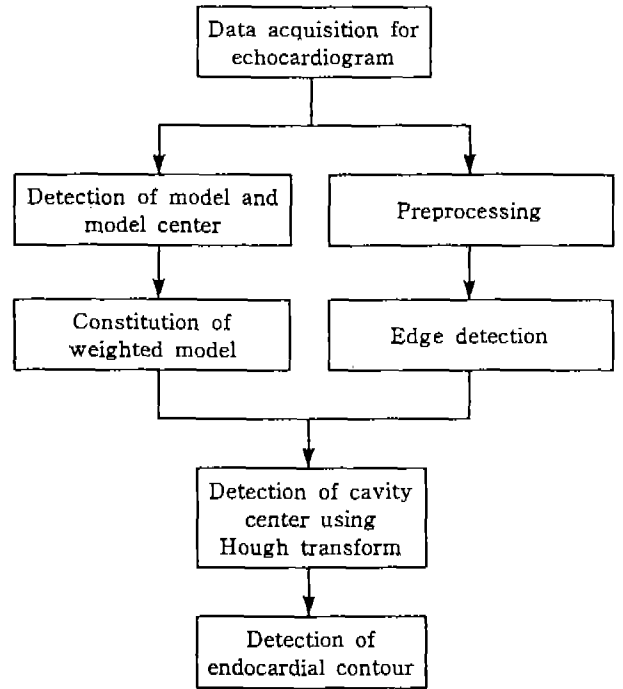 Data acquisition for
echocardiogram
Detection of model and
model center
Preprocessing
Constitution of
weighted model
Edge detection
Detection of cavity
center using
Hough transform
Detection of
endocardial contour